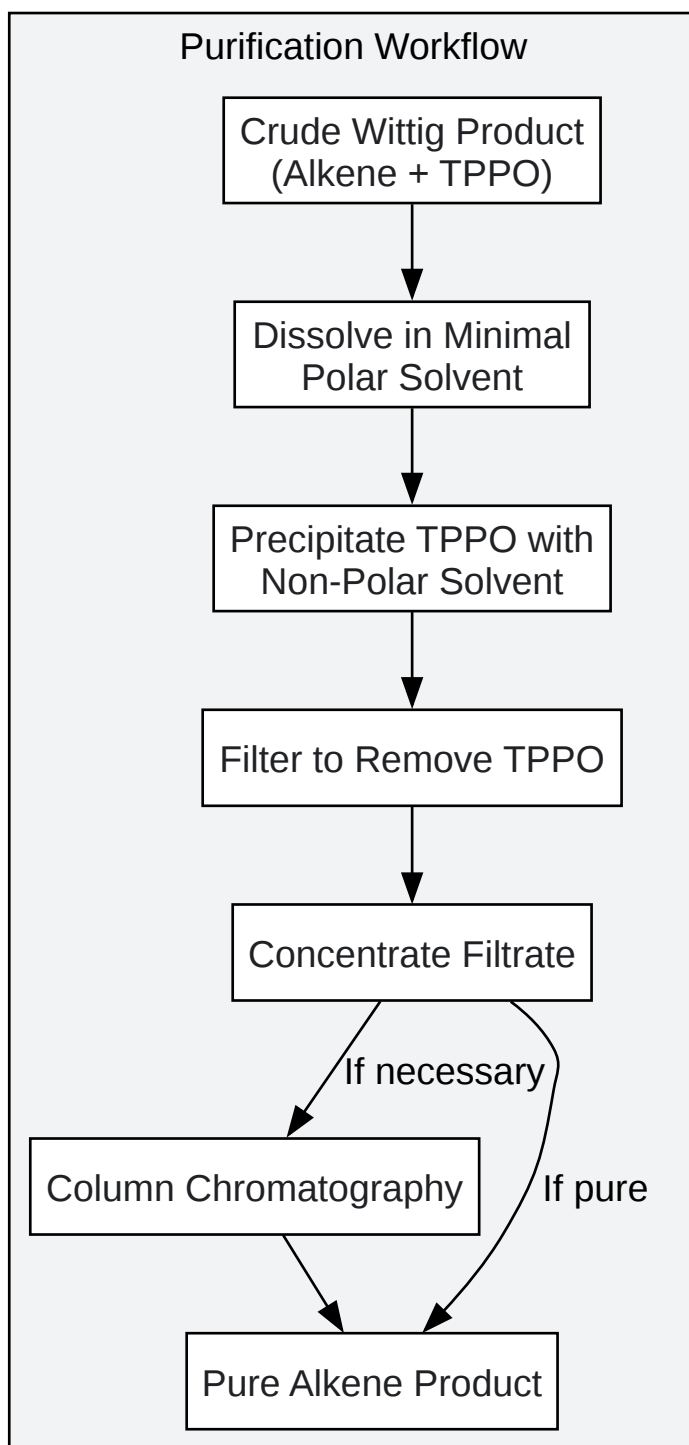 Purification Workflow
Crude Wittig Product
(Alkene + TPPO)
Dissolve in Minimal
Polar Solvent
Precipitate TPPO with
Non-Polar Solvent
Filter to Remove TPPO
Concentrate Filtrate
If necessary
Column Chromatography
If pure
Pure Alkene Product